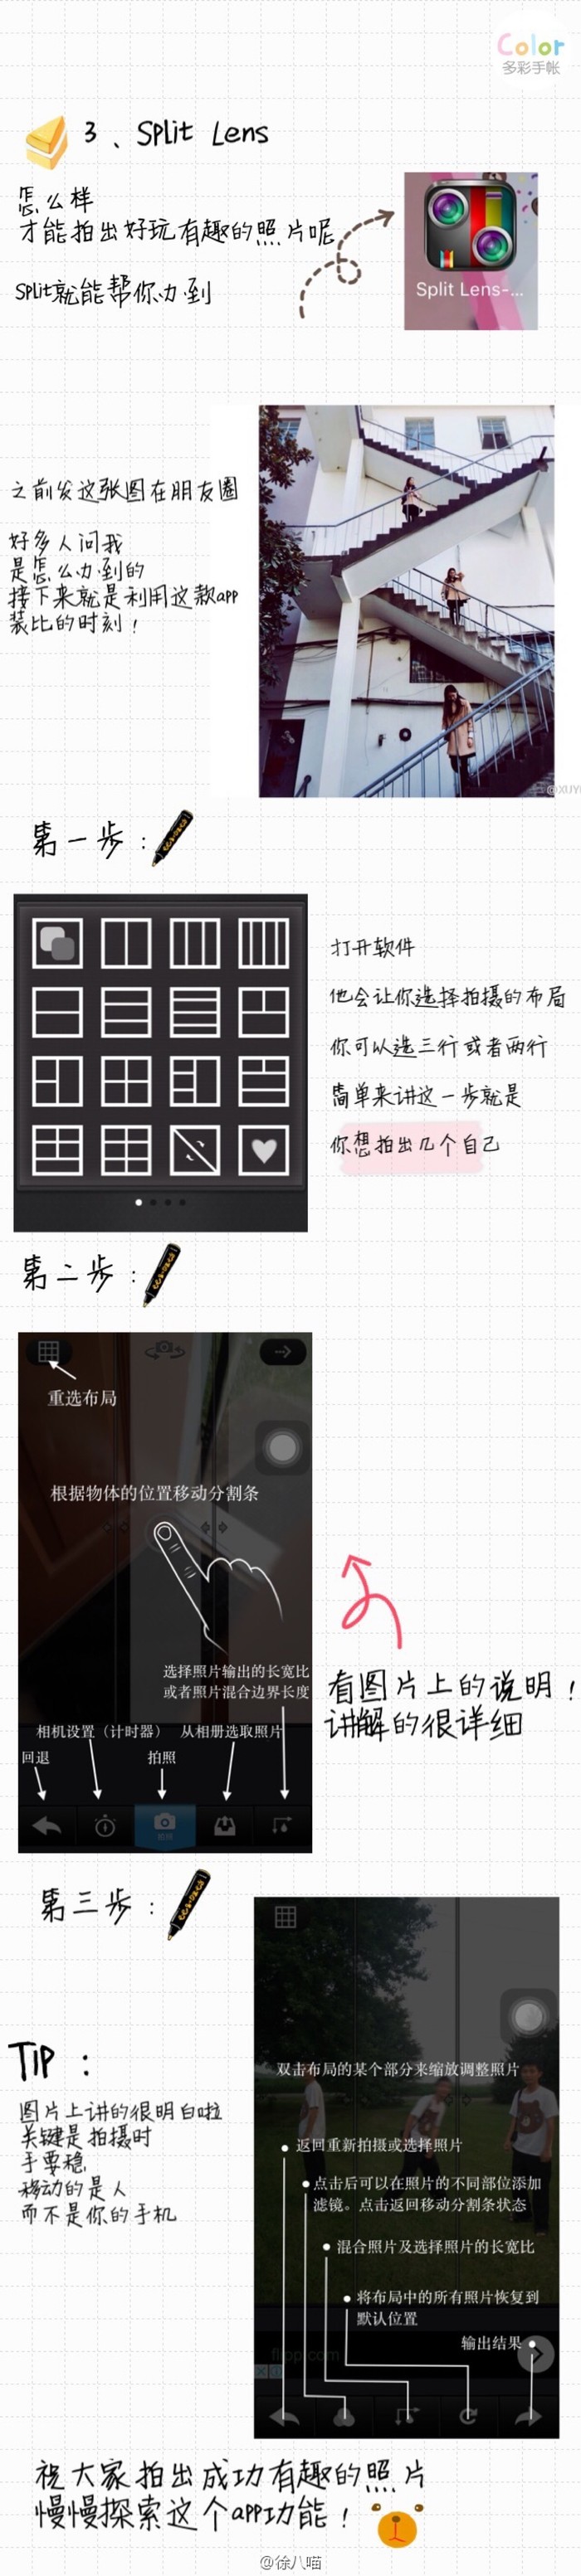 Color
多彩手帐
3、Split Lens
怎么样
才能拍出好玩有趣的照片呢
Split就能帮你办到
Split Lens-...
之前发这张图在朋友圈
好多人问我
是怎么办到的
接下来就是利用这款app
装比的时刻！
@XUYI
第一步：
打开软件
他会让你选择拍摄的布局
你可以选三行或者两行
简单来讲这一步就是
你想拍出几个自己
第二步：
重选布局
根据物体的位置移动分割条
选择照片输出的长宽比
或者照片混合边界长度
相机设置（计时器）
从相册选取照片
回退
拍照
拍照
看图片上的说明！
讲解的很详细
第三步：
TIP：
图片上讲的很明白啦
关键是拍摄时
手要稳
移动的是人
而不是你的手机
双击布局的某个部分来缩放调整照片
返回重新拍摄或选择照片
点击后可以在照片的不同部位添加
滤镜。点击返回移动分割条状态
混合照片及选择照片的长宽比
将布局中的所有照片恢复到
默认位置
输出结果
祝大家拍出成功有趣的照片
慢慢探索这个app功能！
@徐八喵